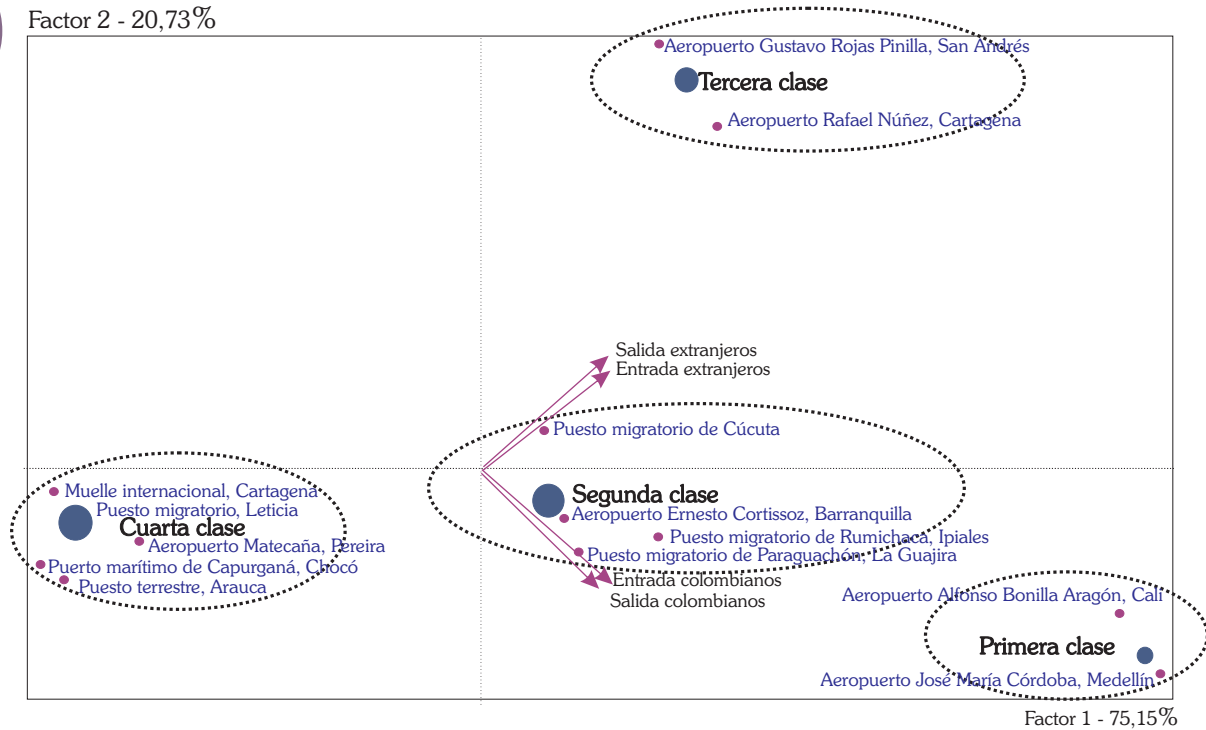 Factor 2 - 20,73%
Aeropuerto Gustavo Rojas Pinilla, San Andrés
Tercera clase
Aeropuerto Rafael Núñez, Cartagena
Salida extranjeros
Entrada extranjeros
Puesto migratorio de Cúcuta
Muelle internacional, Cartagena
Puesto migratorio, Leticia
Cuarta clase
Aeropuerto Matecaña, Pereira
Puerto marítimo de Capurganá, Chocó
Puesto terrestre, Arauca
Segunda clase
Aeropuerto Ernesto Cortissoz, Barranquilla
Puesto migratorio de Rumichaca, Ipiales
Puesto migratorio de Paraguachón, La Guajira
Entrada colombianos
Salida colombianos
Aeropuerto Alfonso Bonilla Aragón, Cali
Primera clase
Aeropuerto José María Córdoba, Medellín
Factor 1 - 75,15%